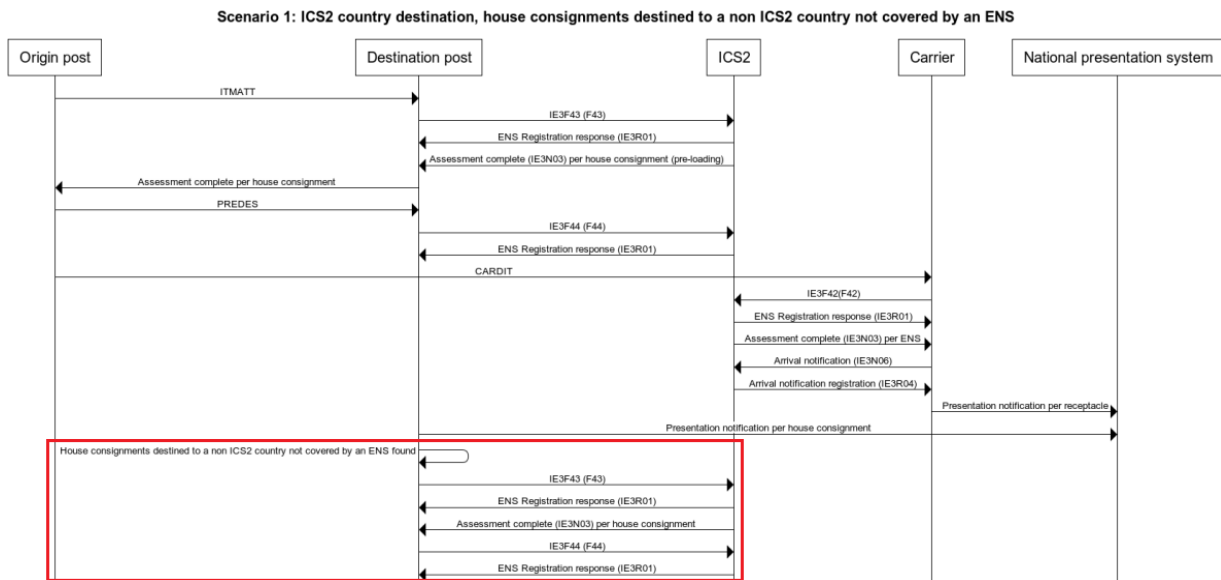 Scenario 1: ICS2 country destination, house consignments destined to a non ICS2 country not covered by an ENS
Origin post
Destination post
ICS2
Carrier
National presentation system
ITMATT
IE3F43 (F43)
ENS Registration response (IE3R01)
Assessment complete (IE3N03) per house consignment (pre-loading)
Assessment complete per house consignment
PREDES
IE3F44 (F44)
ENS Registration response (IE3R01)
CARDIT
IE3F42(F42)
ENS Registration response (IE3R01)
Assessment complete (IE3N03) per ENS
Arrival notification (IE3N06)
Arrival notification registration (IE3R04)
Presentation notification per receptacle
Presentation notification per house consignment
House consignments destined to a non ICS2 country not covered by an ENS found
IE3F43 (F43)
ENS Registration response (IE3R01)
Assessment complete (IE3N03) per house consignment
IE3F44 (F44)
ENS Registration response (IE3R01)